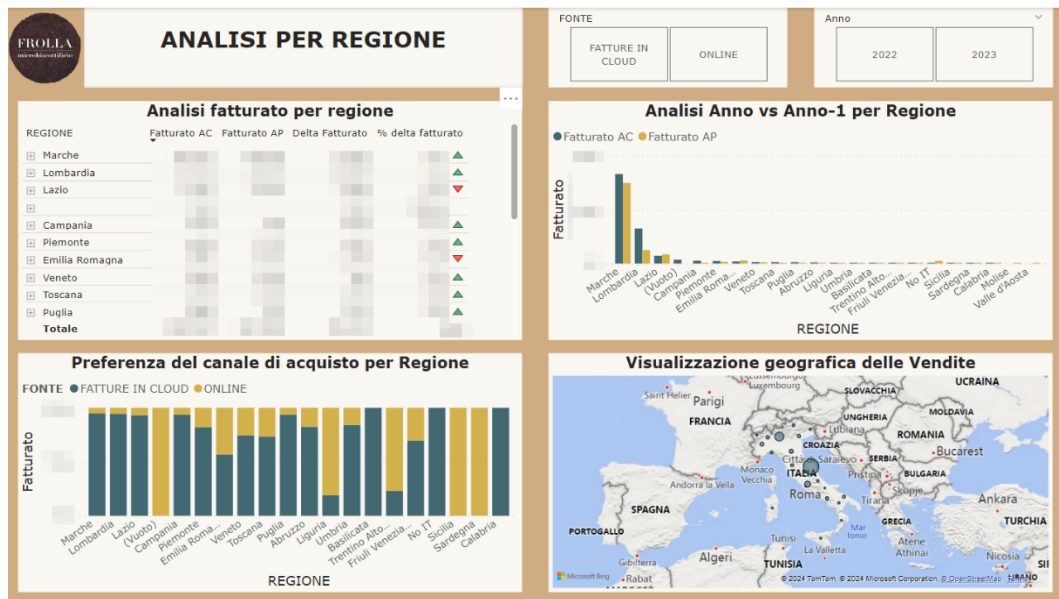 FROLLA
microbiscottificio
ANALISI PER REGIONE
FONTE
FATTURE IN
CLOUD
ONLINE
Anno
2022
2023
Analisi fatturato per regione
REGIONE Fatturato AC Fatturato AP Delta Fatturato % delta fatturato
Marche
Lombardia
Lazio
Campania
Piemonte
Emilia Romagna
Veneto
Toscana
Puglia
Totale
Analisi Anno vs Anno-1 per Regione
Fatturato AC Fatturato AP
Fatturato
Marche
Lombardia
Lazio
(Vuoto)
Campania
Piemonte
Emilia Roma...
Veneto
Toscana
Puglia
Abruzzo
Liguria
Umbria
Basilicata
Trentino Alto...
Friuli Venezia...
No IT
Sicilia
Sardegna
Calabria
Molise
Valle d'Aosta
REGIONE
Preferenza del canale di acquisto per Regione
FONTE FATTURE IN CLOUD ONLINE
Fatturato
Marche
Lombardia
Lazio
(Vuoto)
Campania
Piemonte
Emilia Roma...
Veneto
Toscana
Puglia
Abruzzo
Liguria
Umbria
Basilicata
Trentino Alto...
Friuli Venezia...
No IT
Sicilia
Sardegna
Calabria
REGIONE
Visualizzazione geografica delle Vendite
Luxembourg
UCRAINA
Saint Helier
Parigi
SLOVACCHIA
FRANCIA
UNGHERIA
MOLDAVIA
Lubiana
ROMANIA
CROAZIA
Bucarest
Città di
Sarajevo
SERBIA
Monaco
Vecchia
ITALIA
Pristina
BULGARIA
Andorra la Vella
Roma
Skopje
Tirana
Ankara
SPAGNA
TURCHIA
PORTOGALLO
GRECIA
Mar
Ionio
Atene
Athinai
Tunisi
La Valletta
Gibilterra
Algeri
TUNISIA
Nicosia
Rabat
Microsoft Bing
© 2024 TomTom, © 2024 Microsoft Corporation, © OpenStreetMap